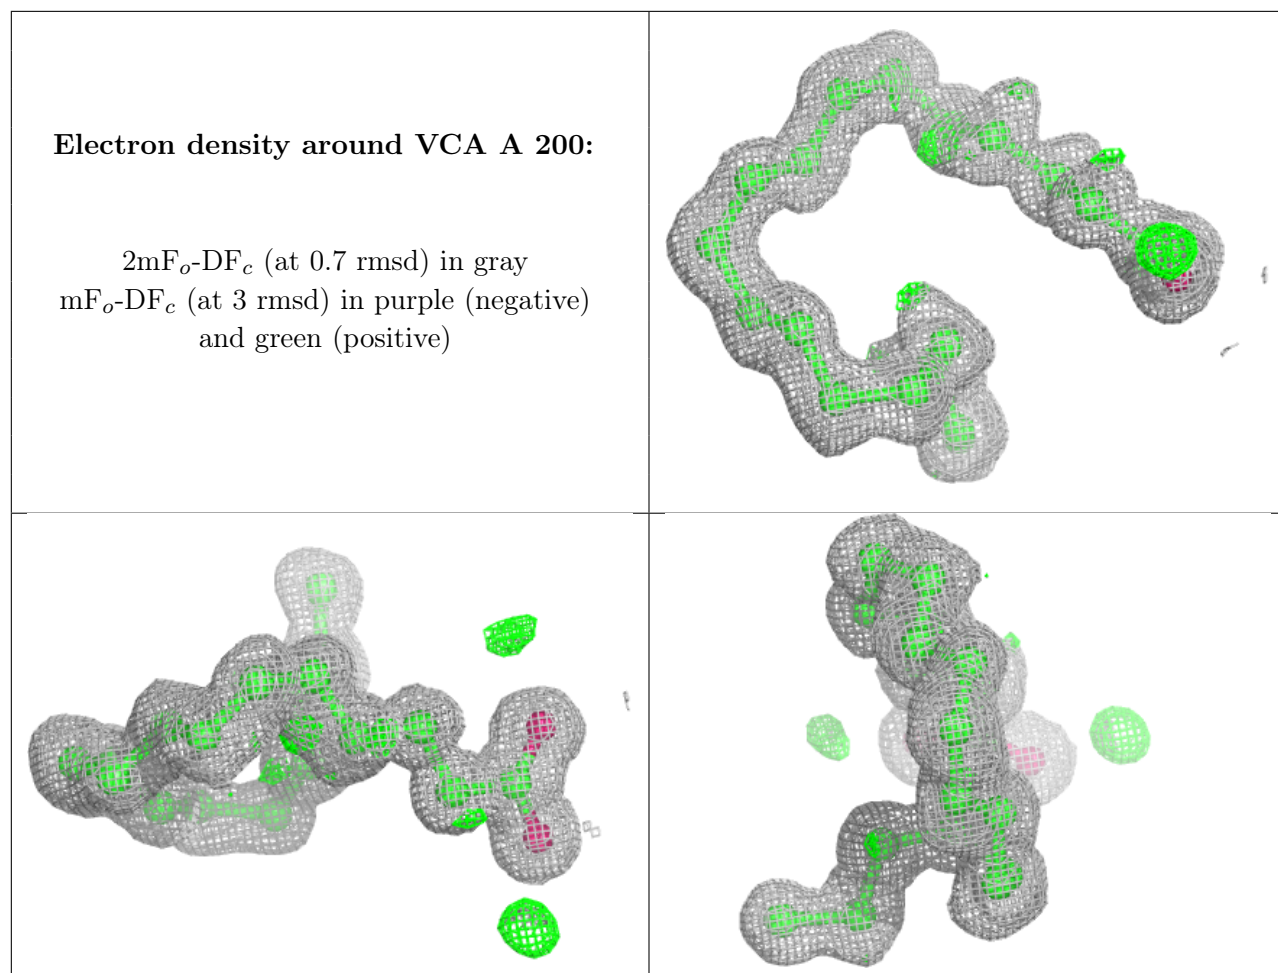 Electron density around VCA A 200:
2mFo-DFc (at 0.7 rmsd) in gray
mFo-DFc (at 3 rmsd) in purple (negative)
and green (positive)